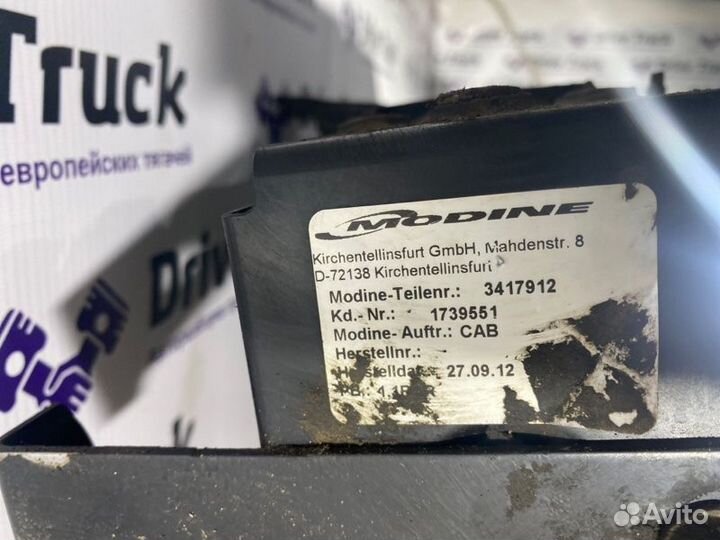 Truck
европейских тягачей
Driv
MODINE
Kirchentellinsfurt GmbH, Mahdenstr. 8
D-72138 Kirchentellinsfurt
Modine-Teilenr.: 3417912
Kd.-Nr.: 1739551
Modine- Auftr.: CAB
Herstellnr.:
27.09.12
Avito